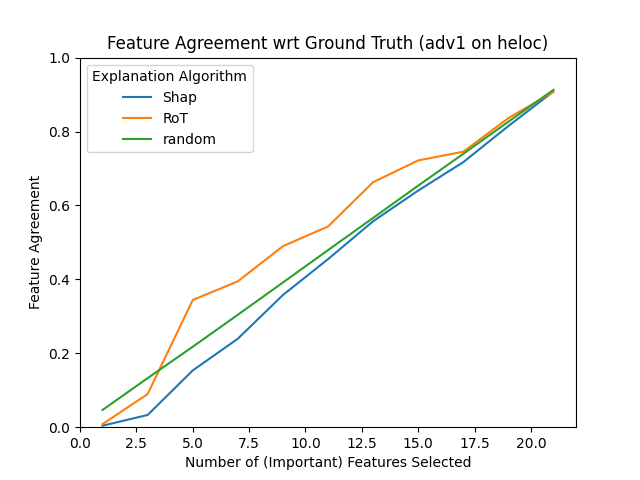 Feature Agreement wrt Ground Truth (adv1 on heloc)
Explanation Algorithm
Shap
RoT
random
Feature Agreement
1.0
0.8
0.6
0.4
0.2
0.0
0.0 2.5 5.0 7.5 10.0 12.5 15.0 17.5 20.0
Number of (Important) Features Selected